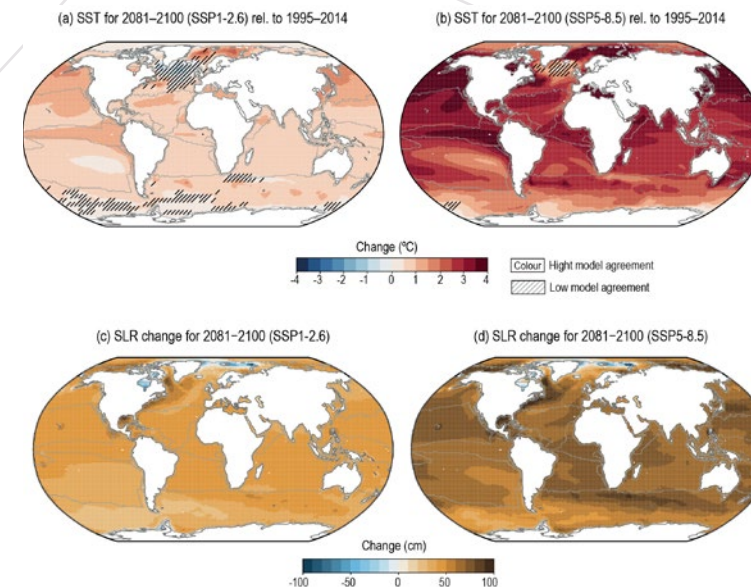 (a) SST for 2081–2100 (SSP1-2.6) rel. to 1995–2014
(b) SST for 2081–2100 (SSP5-8.5) rel. to 1995–2014
Change (ºC)
-4 -3 -2 -1 0 1 2 3 4
Colour Hight model agreement
Low model agreement
(c) SLR change for 2081–2100 (SSP1-2.6)
(d) SLR change for 2081–2100 (SSP5-8.5)
Change (cm)
-100 -50 0 50 100